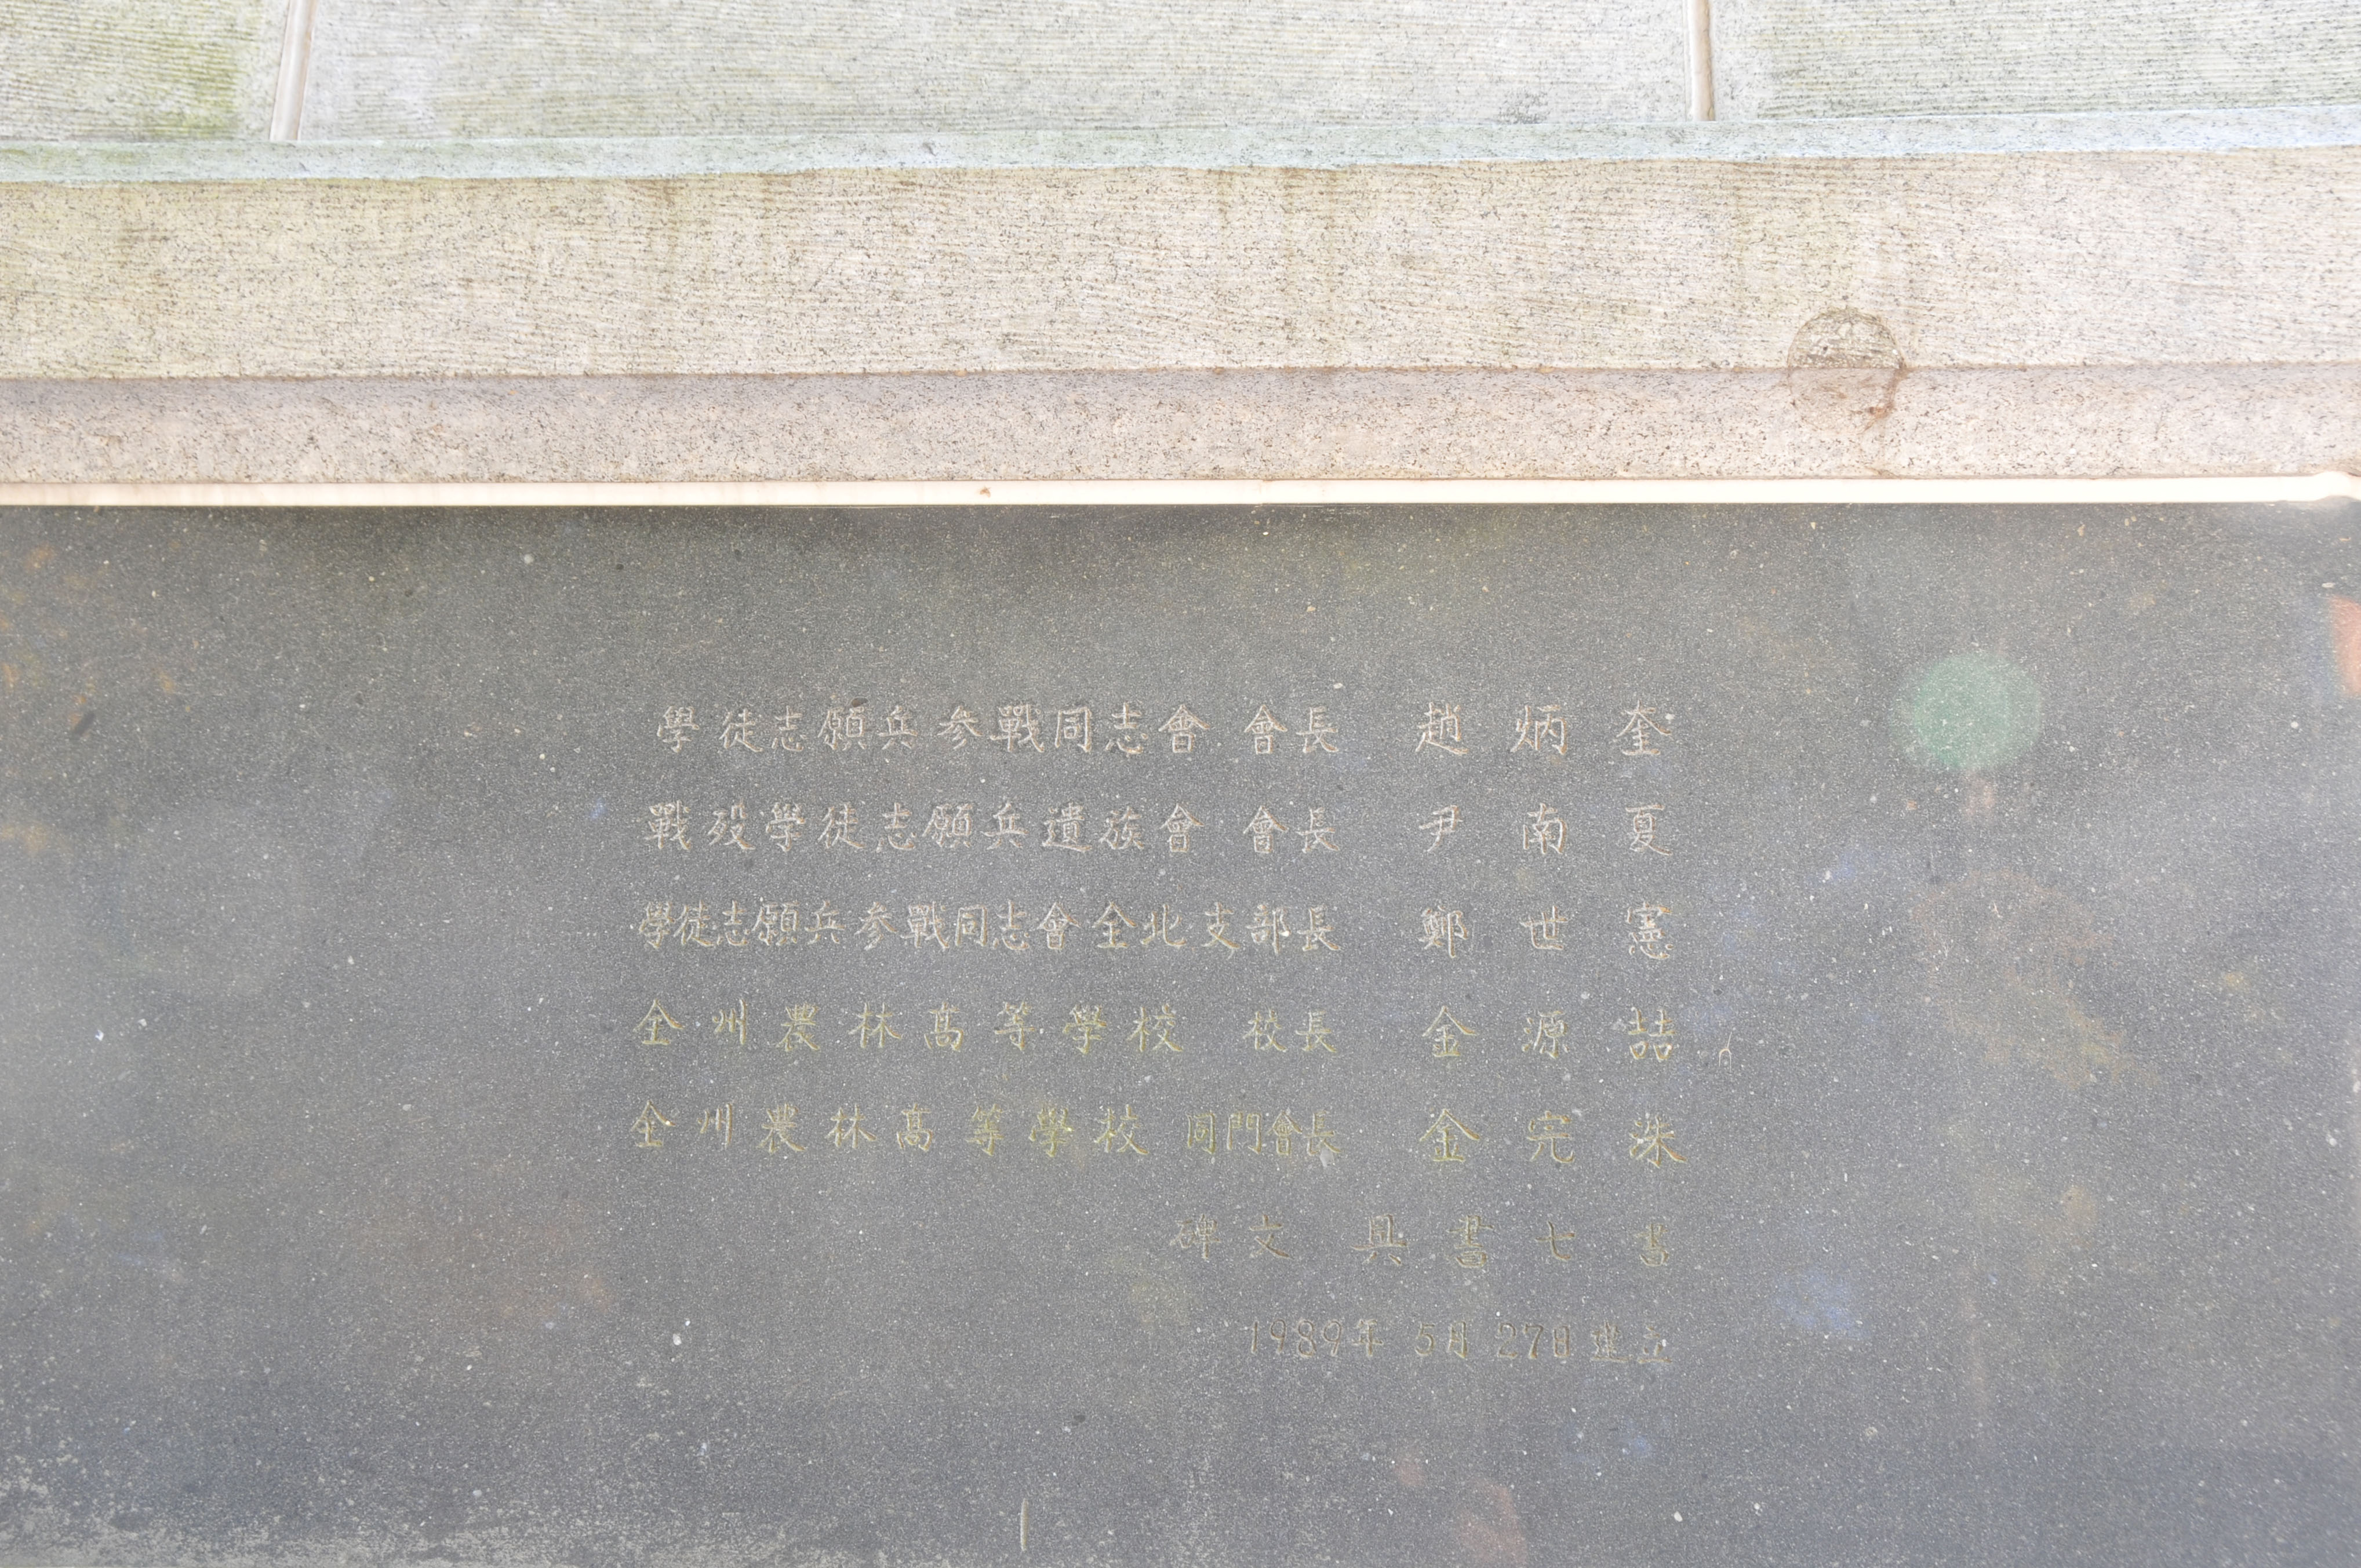 學徒志願兵参戰同志會 會長 趙炳奎
戰歿學徒志願兵遺族會 會長 尹南夏
學徒志願兵参戰同志會全北支部長 鄭世憲
全州農林高等學校 校長 金源喆
全州農林高等學校 同門會長 金完洙
碑文 書
1989年 5月 27日 建立